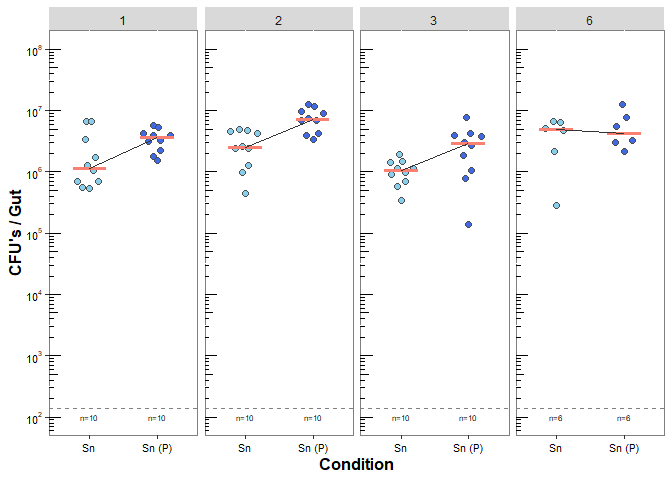 1 2 3 6
10⁸
10⁷
10⁶
10⁵
10⁴
10³
10²
CFU's / Gut
n=10 n=10 n=10 n=10 n=10 n=10 n=6 n=6
Sn Sn (P) Sn Sn (P) Sn Sn (P) Sn Sn (P)
Condition